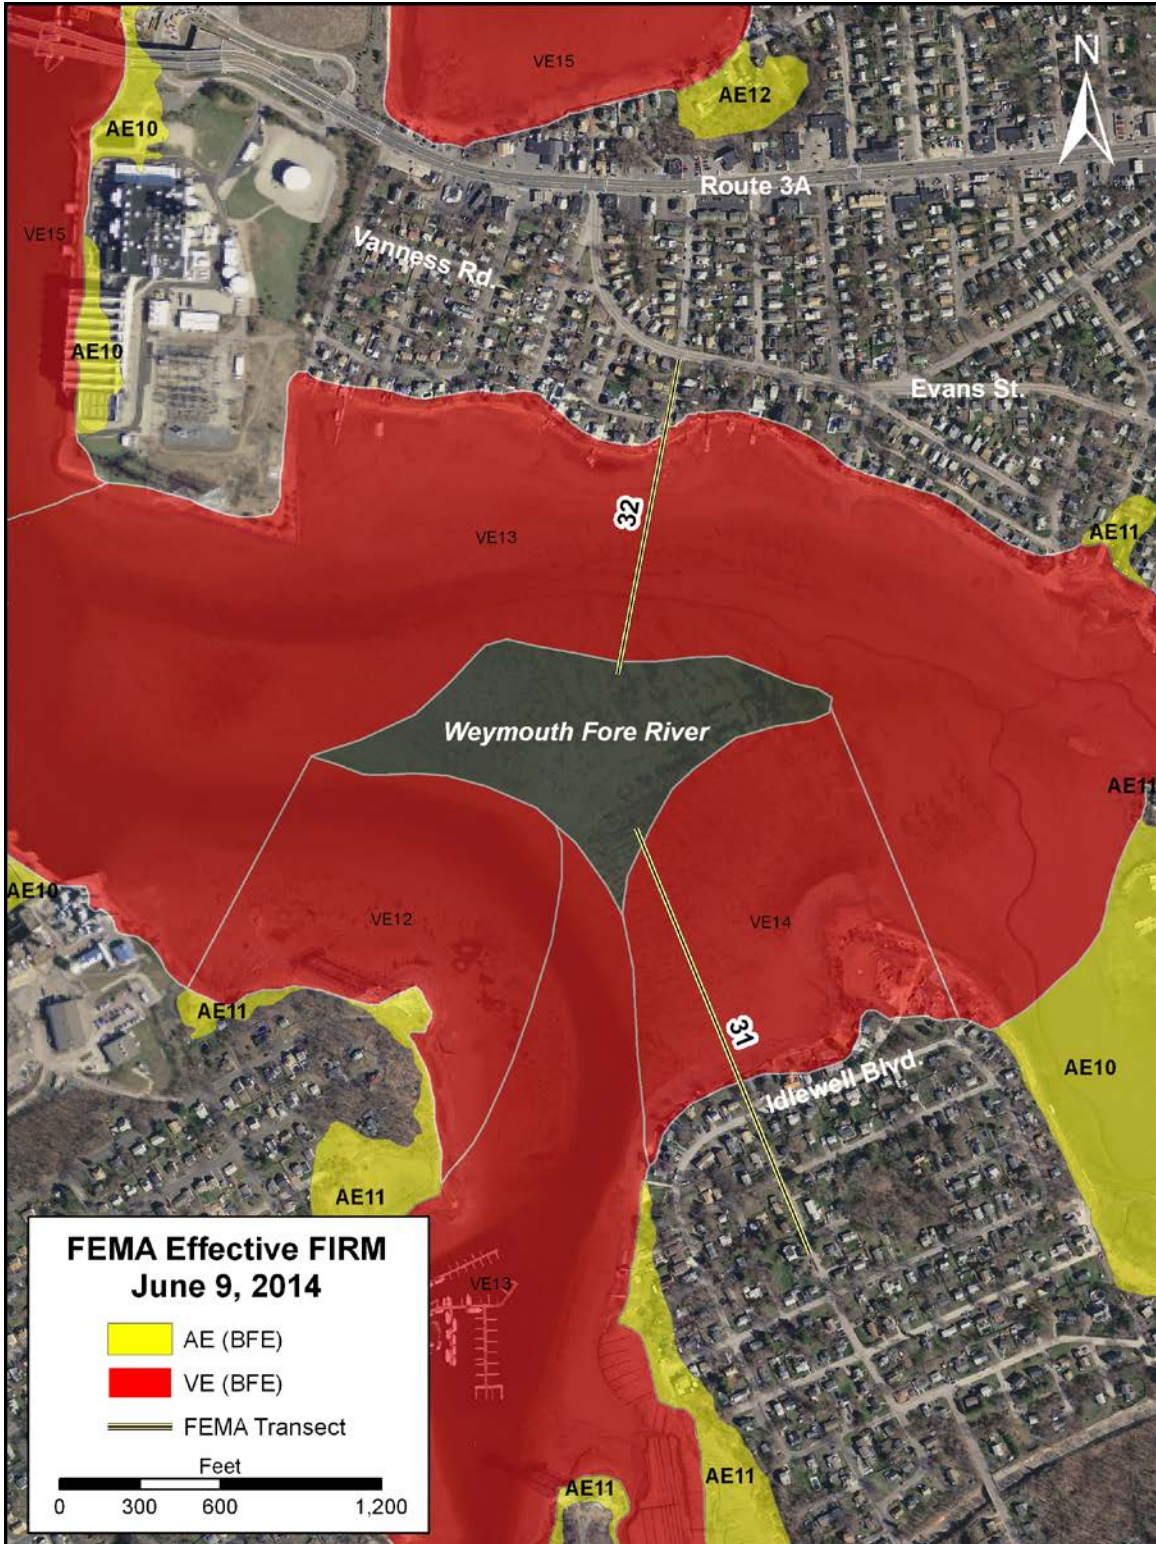 VE15
N
AE12
AE10
Route 3A
VE15
Vanness Rd.
AE10
Evans St.
32
VE13
AE11
Weymouth Fore River
AE11
AE10
VE12
VE14
AE11
31
AE10
Idlewell Blvd.
AE11
VE13
FEMA Effective FIRM
June 9, 2014
AE (BFE)
VE (BFE)
FEMA Transect
Feet
0 300 600 1,200
AE11
AE11